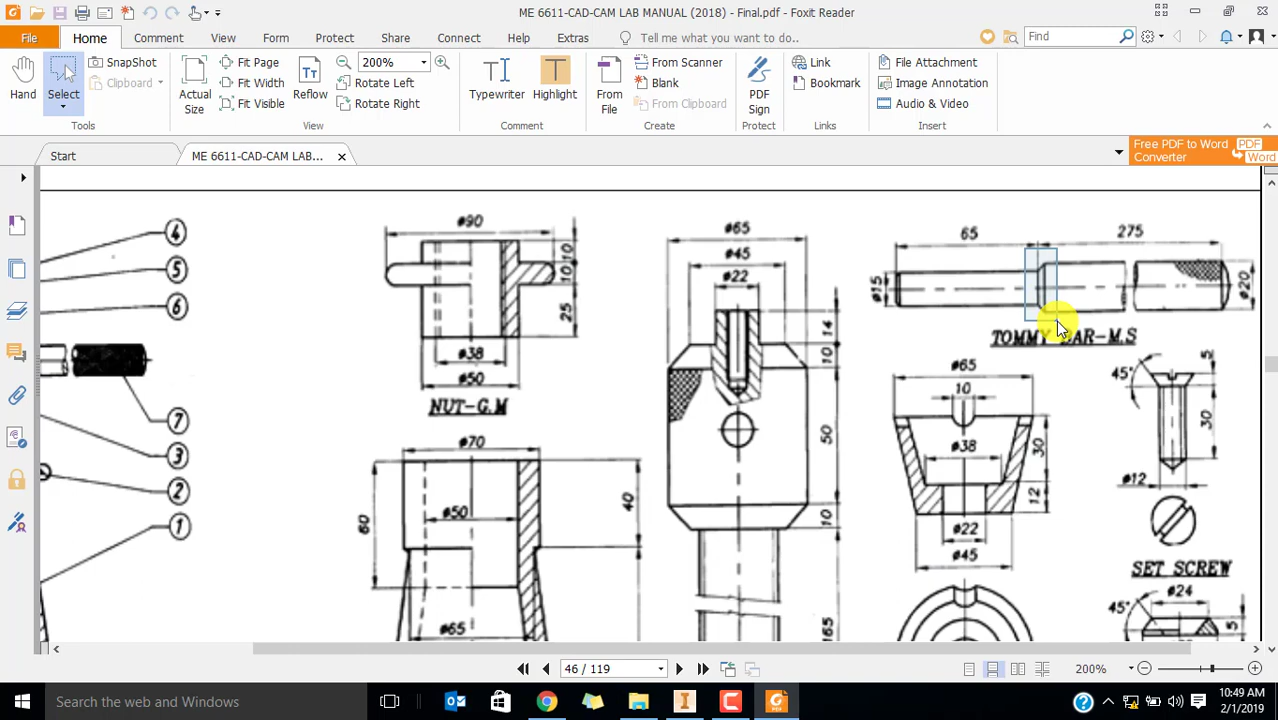 ME 6611-CAD-CAM LAB MANUAL (2018) - Final.pdf - Foxit Reader
File
Home
Comment
View
Form
Protect
Share
Connect
Help
Extras
Tell me what you want to do..
Find
Hand
Select
SnapShot
Clipboard
Tools
Actual
Size
Fit Page
Fit Width
Fit Visible
Reflow
200%
Rotate Left
Rotate Right
View
Typewriter
Highlight
Comment
From
File
From Scanner
Blank
From Clipboard
Create
PDF
Sign
Protect
Link
Bookmark
Links
File Attachment
Image Annotation
Audio & Video
Insert
Start
ME 6611-CAD-CAM LAB...
Free PDF to Word
Converter
PDF
Word
4
5
6
7
3
2
1
ø90
10
10
25
ø38
ø50
NUT-G.M
ø70
60
ø50
40
ø65
ø65
ø45
ø22
14
10
50
10
165
65
275
ø15
ø20
TOMMY BAR-M.S
ø65
10
ø38
30
12
ø22
ø45
45°
5
30
ø12
SET SCREW
ø24
45°
5
46 / 119
200%
Search the web and Windows
10:49 AM
2/1/2019